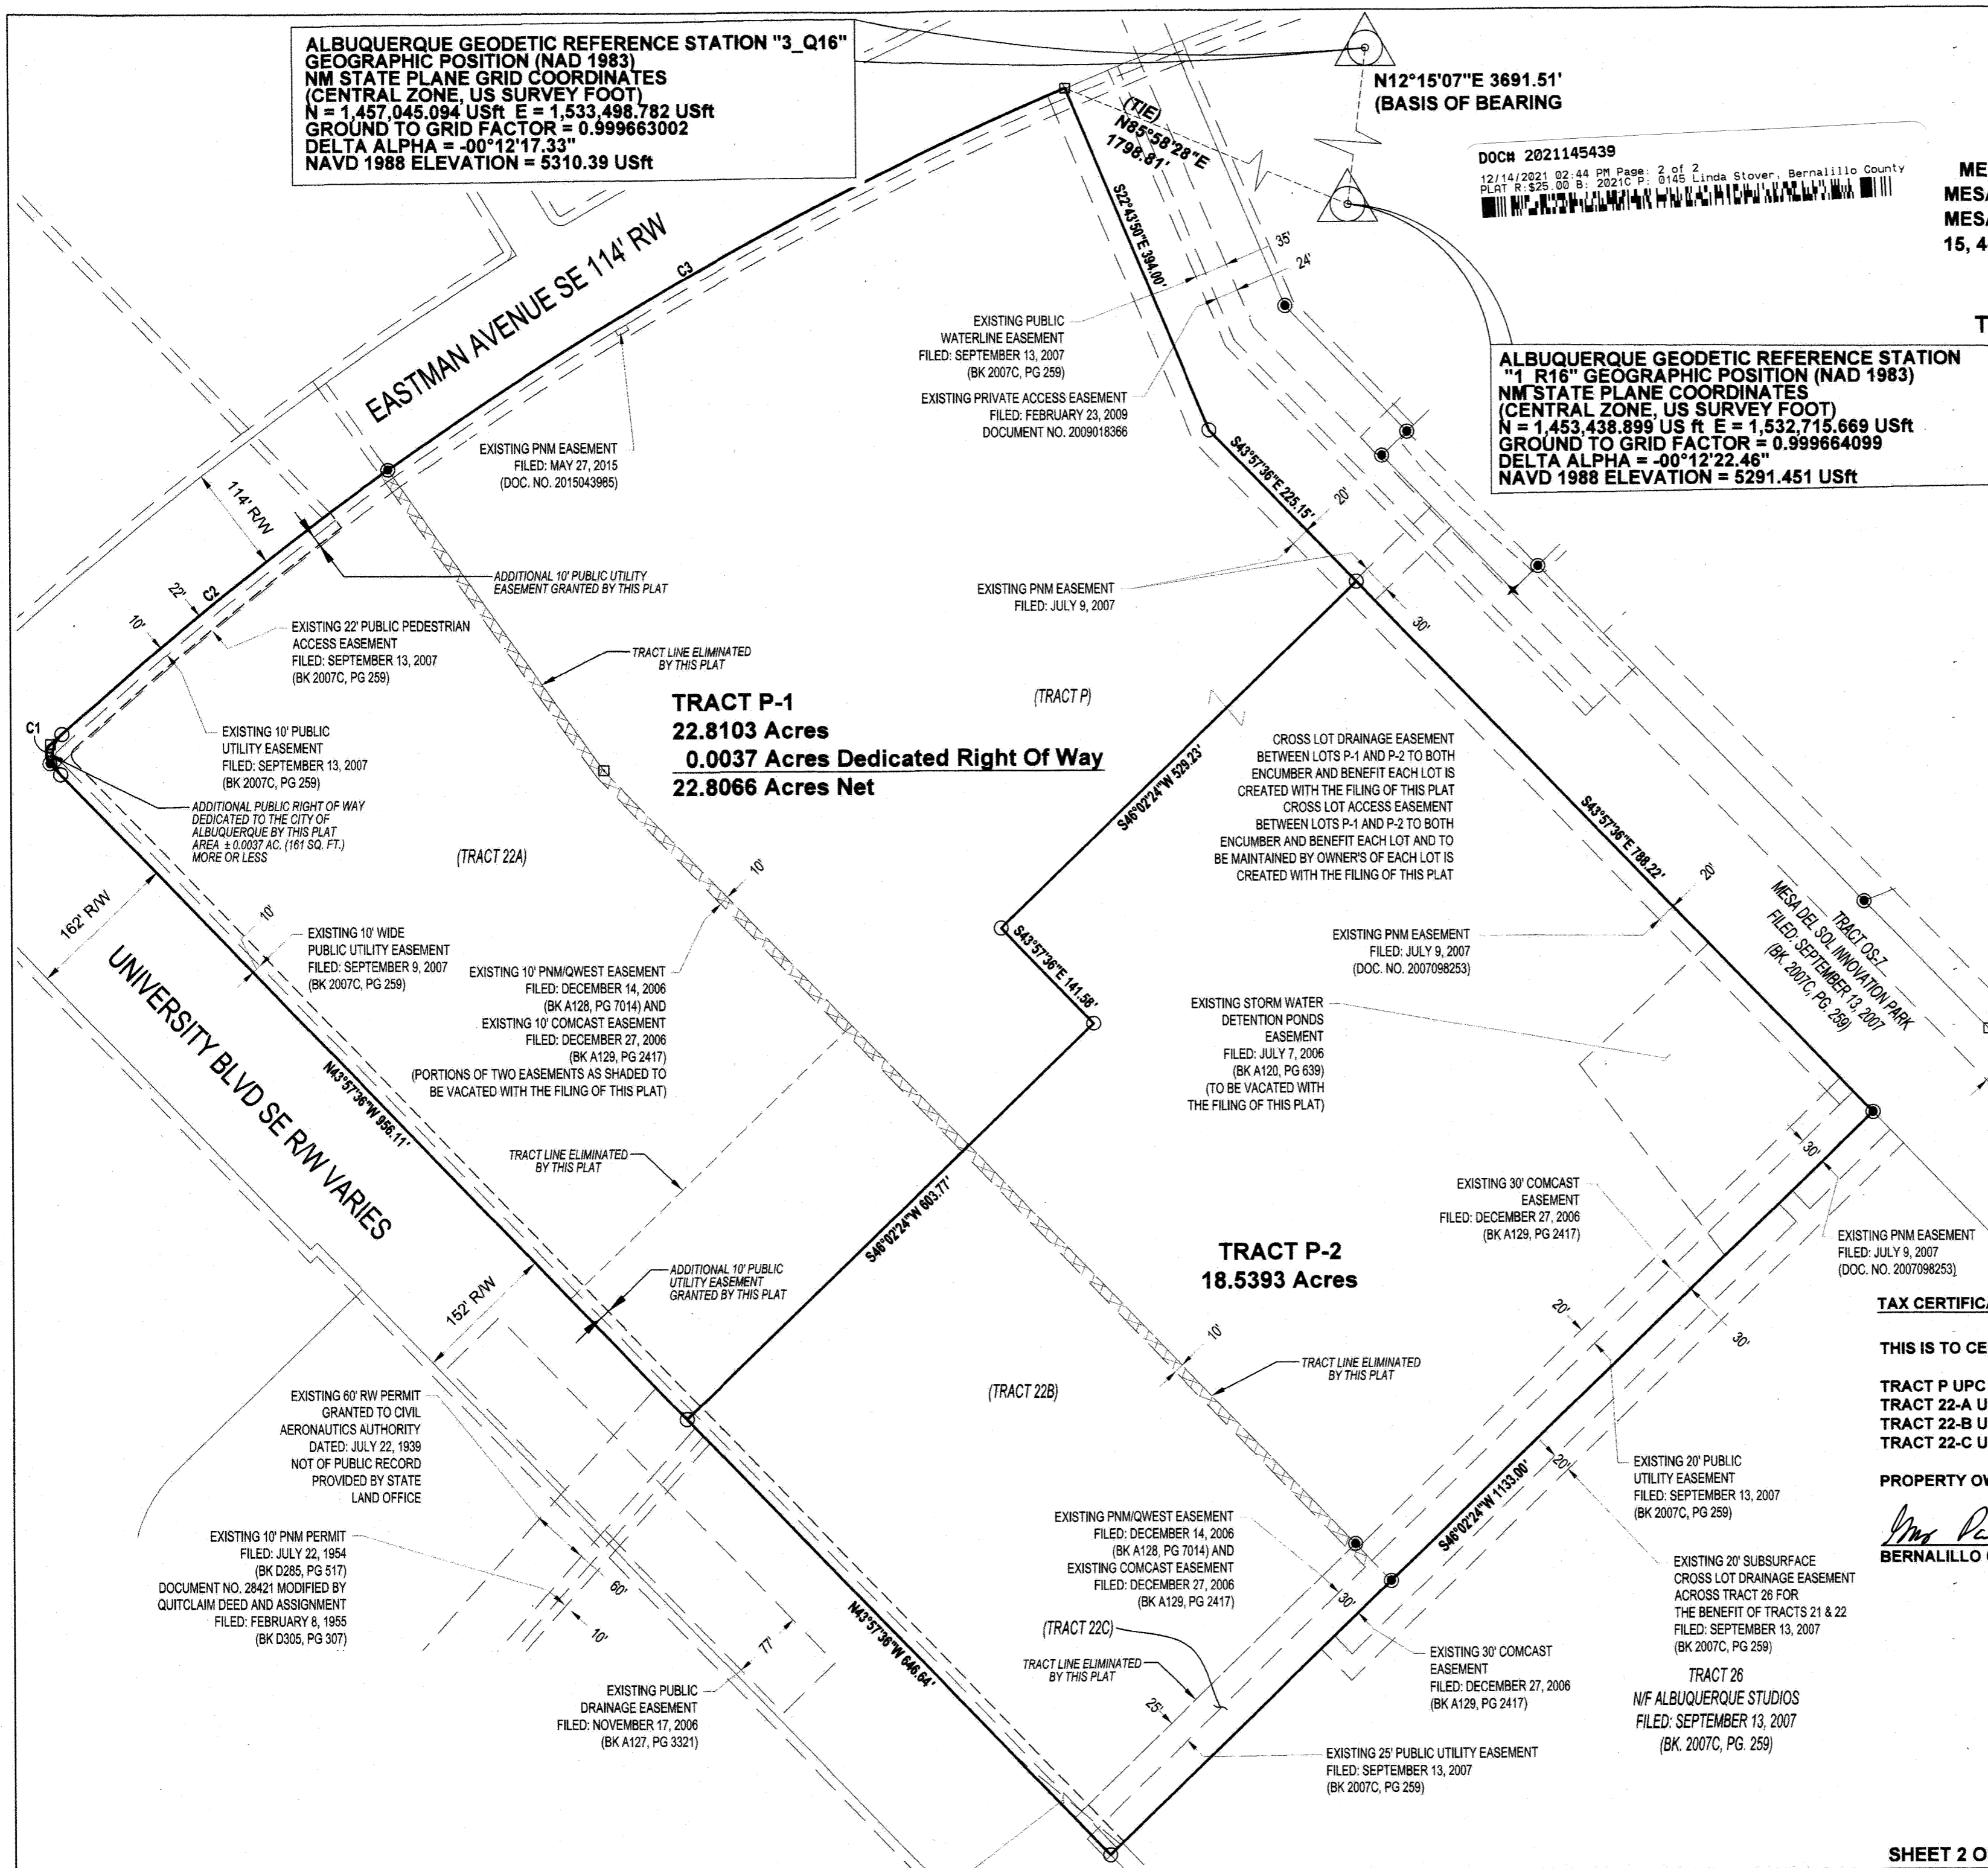 ALBUQUERQUE GEODETIC REFERENCE STATION "3_Q16"
GEOGRAPHIC POSITION (NAD 1983)
NM STATE PLANE GRID COORDINATES
(CENTRAL ZONE, US SURVEY FOOT)
N = 1,457,045.094 USft E = 1,533,498.782 USft
GROUND TO GRID FACTOR = 0.999663002
DELTA ALPHA = -00°12'17.33"
NAVD 1988 ELEVATION = 5310.39 USft
N12°15'07"E 3691.51'
(BASIS OF BEARING
(TIE)
N85°58'28"E
1798.81'
DOC# 2021145439
12/14/2021 02:44 PM Page: 2 of 2
PLAT R:$25.00 B: 2021C P: 0145 Linda Stover, Bernalillo County
ME
MESA
MESA
15, 4
T
ALBUQUERQUE GEODETIC REFERENCE STATION
"1_R16" GEOGRAPHIC POSITION (NAD 1983)
NM STATE PLANE COORDINATES
(CENTRAL ZONE, US SURVEY FOOT)
N = 1,453,438.899 US ft E = 1,532,715.669 USft
GROUND TO GRID FACTOR = 0.999664099
DELTA ALPHA = -00°12'22.46"
NAVD 1988 ELEVATION = 5291.451 USft
EASTMAN AVENUE SE 114' RW
C3
S22°43'50"E 394.00'
35'
24'
EXISTING PUBLIC
WATERLINE EASEMENT
FILED: SEPTEMBER 13, 2007
(BK 2007C, PG 259)
EXISTING PRIVATE ACCESS EASEMENT
FILED: FEBRUARY 23, 2009
DOCUMENT NO. 2009018366
EXISTING PNM EASEMENT
FILED: MAY 27, 2015
(DOC. NO. 2015043985)
S43°57'36"E 225.15'
20'
114' R/W
ADDITIONAL 10' PUBLIC UTILITY
EASEMENT GRANTED BY THIS PLAT
EXISTING PNM EASEMENT
FILED: JULY 9, 2007
30'
22'
C2
10'
EXISTING 22' PUBLIC PEDESTRIAN
ACCESS EASEMENT
FILED: SEPTEMBER 13, 2007
(BK 2007C, PG 259)
TRACT LINE ELIMINATED
BY THIS PLAT
TRACT P-1
22.8103 Acres
0.0037 Acres Dedicated Right Of Way
22.8066 Acres Net
(TRACT P)
C1
EXISTING 10' PUBLIC
UTILITY EASEMENT
FILED: SEPTEMBER 13, 2007
(BK 2007C, PG 259)
ADDITIONAL PUBLIC RIGHT OF WAY
DEDICATED TO THE CITY OF
ALBUQUERQUE BY THIS PLAT
AREA ±0.0037 AC. (161 SQ. FT.)
MORE OR LESS
(TRACT 22A)
S46°02'24"W 529.23'
CROSS LOT DRAINAGE EASEMENT
BETWEEN LOTS P-1 AND P-2 TO BOTH
ENCUMBER AND BENEFIT EACH LOT IS
CREATED WITH THE FILING OF THIS PLAT
CROSS LOT ACCESS EASEMENT
BETWEEN LOTS P-1 AND P-2 TO BOTH
ENCUMBER AND BENEFIT EACH LOT AND TO
BE MAINTAINED BY OWNER'S OF EACH LOT IS
CREATED WITH THE FILING OF THIS PLAT
S43°57'36"E 788.22'
20'
TRACT OS-7
MESA DEL SOL INNOVATION PARK
FILED: SEPTEMBER 13, 2007
(BK. 2007C, PG. 259)
162' R/W
10'
10'
EXISTING 10' WIDE
PUBLIC UTILITY EASEMENT
FILED: SEPTEMBER 9, 2007
(BK 2007C, PG 259)
EXISTING 10' PNM/QWEST EASEMENT
FILED: DECEMBER 14, 2006
(BK A128, PG 7014) AND
EXISTING 10' COMCAST EASEMENT
FILED: DECEMBER 27, 2006
(BK A129, PG 2417)
(PORTIONS OF TWO EASEMENTS AS SHADED TO
BE VACATED WITH THE FILING OF THIS PLAT)
S43°57'36"E 141.58'
EXISTING PNM EASEMENT
FILED: JULY 9, 2007
(DOC. NO. 2007098253)
EXISTING STORM WATER
DETENTION PONDS
EASEMENT
FILED: JULY 7, 2006
(BK A120, PG 639)
(TO BE VACATED WITH
THE FILING OF THIS PLAT)
UNIVERSITY BLVD SE R/W VARIES
N43°57'36"W 956.11'
TRACT LINE ELIMINATED
BY THIS PLAT
S46°02'24"W 603.77'
30'
EXISTING 30' COMCAST
EASEMENT
FILED: DECEMBER 27, 2006
(BK A129, PG 2417)
EXISTING PNM EASEMENT
FILED: JULY 9, 2007
(DOC. NO. 2007098253)
TRACT P-2
18.5393 Acres
ADDITIONAL 10' PUBLIC
UTILITY EASEMENT
GRANTED BY THIS PLAT
152' R/W
20'
30'
10'
TRACT LINE ELIMINATED
BY THIS PLAT
TAX CERTIFICA
THIS IS TO CE
TRACT P UPC
TRACT 22-A U
TRACT 22-B U
TRACT 22-C U
PROPERTY OW
BERNALILLO
(TRACT 22B)
EXISTING 60' RW PERMIT
GRANTED TO CIVIL
AERONAUTICS AUTHORITY
DATED: JULY 22, 1939
NOT OF PUBLIC RECORD
PROVIDED BY STATE
LAND OFFICE
EXISTING 20' PUBLIC
UTILITY EASEMENT
FILED: SEPTEMBER 13, 2007
(BK 2007C, PG 259)
20'
S46°02'24"W 1133.00'
EXISTING 10' PNM PERMIT
FILED: JULY 22, 1954
(BK D285, PG 517)
DOCUMENT NO. 28421 MODIFIED BY
QUITCLAIM DEED AND ASSIGNMENT
FILED: FEBRUARY 8, 1955
(BK D305, PG 307)
60'
10'
77'
EXISTING PNM/QWEST EASEMENT
FILED: DECEMBER 14, 2006
(BK A128, PG 7014) AND
EXISTING COMCAST EASEMENT
FILED: DECEMBER 27, 2006
(BK A129, PG 2417)
30'
EXISTING 20' SUBSURFACE
CROSS LOT DRAINAGE EASEMENT
ACROSS TRACT 26 FOR
THE BENEFIT OF TRACTS 21 & 22
FILED: SEPTEMBER 13, 2007
(BK 2007C, PG 259)
N43°57'36"W 646.64'
(TRACT 22C)
TRACT LINE ELIMINATED
BY THIS PLAT
25'
EXISTING 30' COMCAST
EASEMENT
FILED: DECEMBER 27, 2006
(BK A129, PG 2417)
TRACT 26
N/F ALBUQUERQUE STUDIOS
FILED: SEPTEMBER 13, 2007
(BK. 2007C, PG. 259)
EXISTING PUBLIC
DRAINAGE EASEMENT
FILED: NOVEMBER 17, 2006
(BK A127, PG 3321)
EXISTING 25' PUBLIC UTILITY EASEMENT
FILED: SEPTEMBER 13, 2007
(BK 2007C, PG 259)
SHEET 2 O